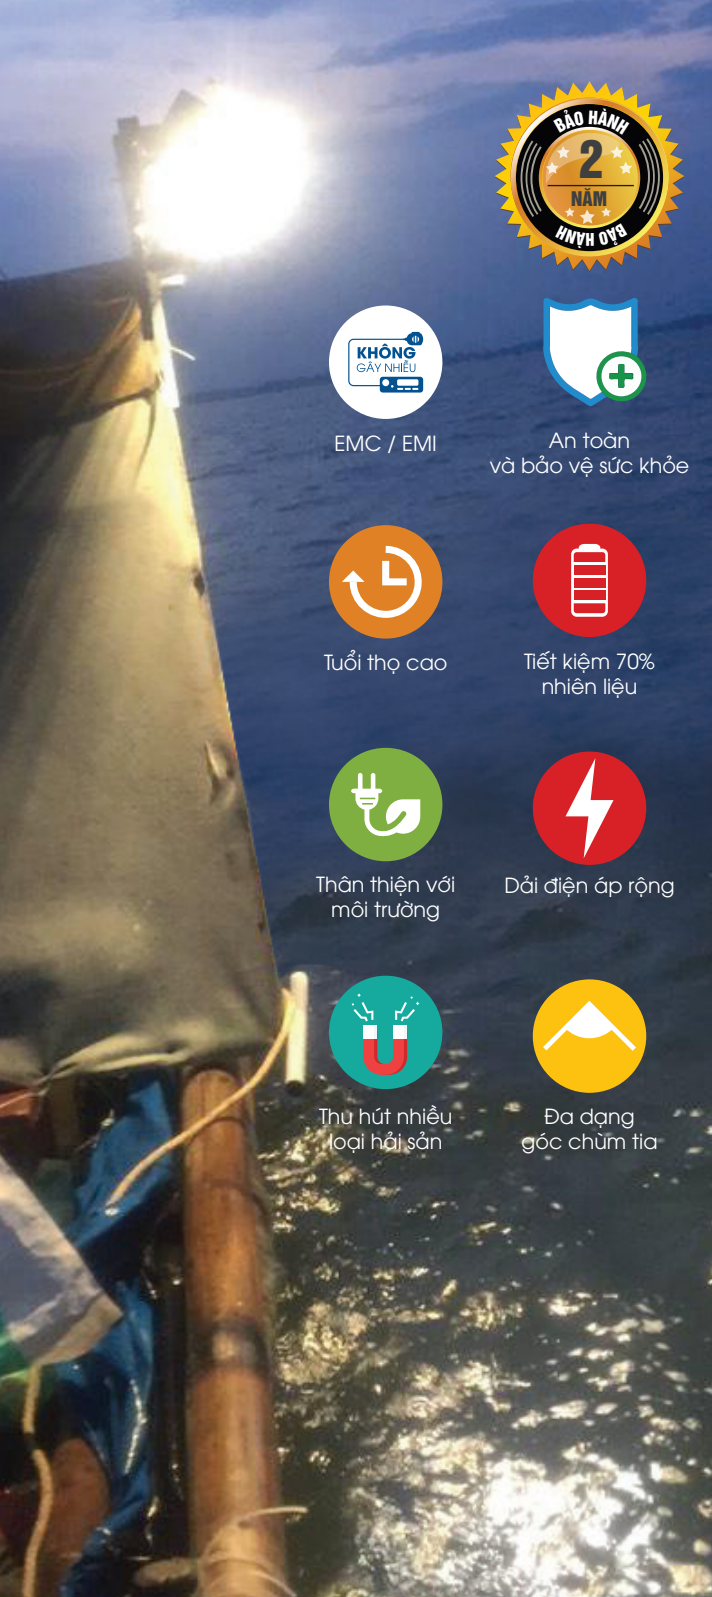 BẢO HÀNH
2
NĂM
BẢO HÀNH
KHÔNG
GÂY NHIỄU
EMC / EMI
An toàn
và bảo vệ sức khỏe
Tuổi thọ cao
Tiết kiệm 70%
nhiên liệu
Thân thiện với
môi trường
Dải điện áp rộng
Thu hút nhiều
loại hải sản
Đa dạng
góc chùm tia